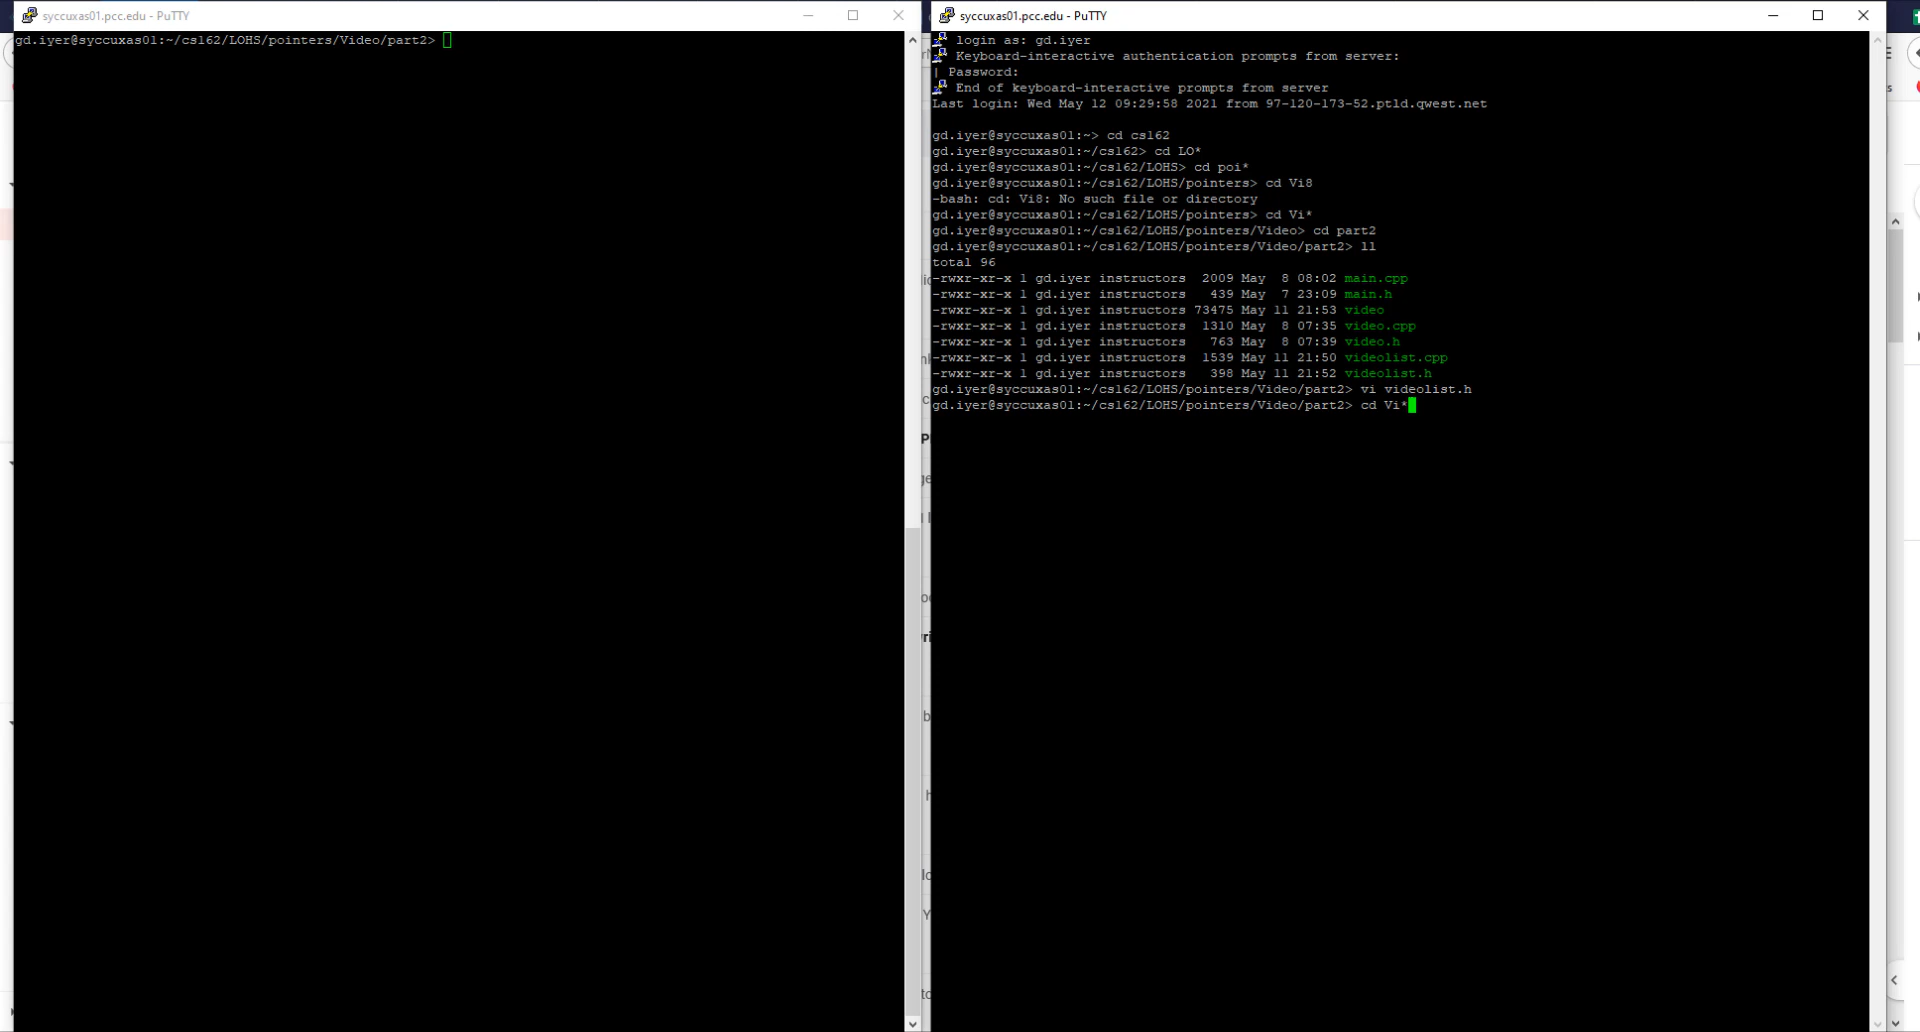 syccuxas01.pcc.edu - PuTTY
gd.iyer@syccuxas01:~/cs162/LOHS/pointers/Video/part2>
syccuxas01.pcc.edu - PuTTY
login as: gd.iyer
Keyboard-interactive authentication prompts from server:
| Password:
End of keyboard-interactive prompts from server
Last login: Wed May 12 09:29:58 2021 from 97-120-173-52.ptld.qwest.net
gd.iyer@syccuxas01:~> cd cs162
gd.iyer@syccuxas01:~/cs162> cd LO*
gd.iyer@syccuxas01:~/cs162/LOHS> cd poi*
gd.iyer@syccuxas01:~/cs162/LOHS/pointers> cd Vi8
-bash: cd: Vi8: No such file or directory
gd.iyer@syccuxas01:~/cs162/LOHS/pointers> cd Vi*
gd.iyer@syccuxas01:~/cs162/LOHS/pointers/Video> cd part2
gd.iyer@syccuxas01:~/cs162/LOHS/pointers/Video/part2> ll
total 96
-rwxr-xr-x 1 gd.iyer instructors  2009 May  8 08:02 main.cpp
-rwxr-xr-x 1 gd.iyer instructors   439 May  7 23:09 main.h
-rwxr-xr-x 1 gd.iyer instructors 73475 May 11 21:53 video
-rwxr-xr-x 1 gd.iyer instructors  1310 May  8 07:35 video.cpp
-rwxr-xr-x 1 gd.iyer instructors   763 May  8 07:39 video.h
-rwxr-xr-x 1 gd.iyer instructors  1539 May 11 21:50 videolist.cpp
-rwxr-xr-x 1 gd.iyer instructors   398 May 11 21:52 videolist.h
gd.iyer@syccuxas01:~/cs162/LOHS/pointers/Video/part2> vi videolist.h
gd.iyer@syccuxas01:~/cs162/LOHS/pointers/Video/part2> cd Vi*